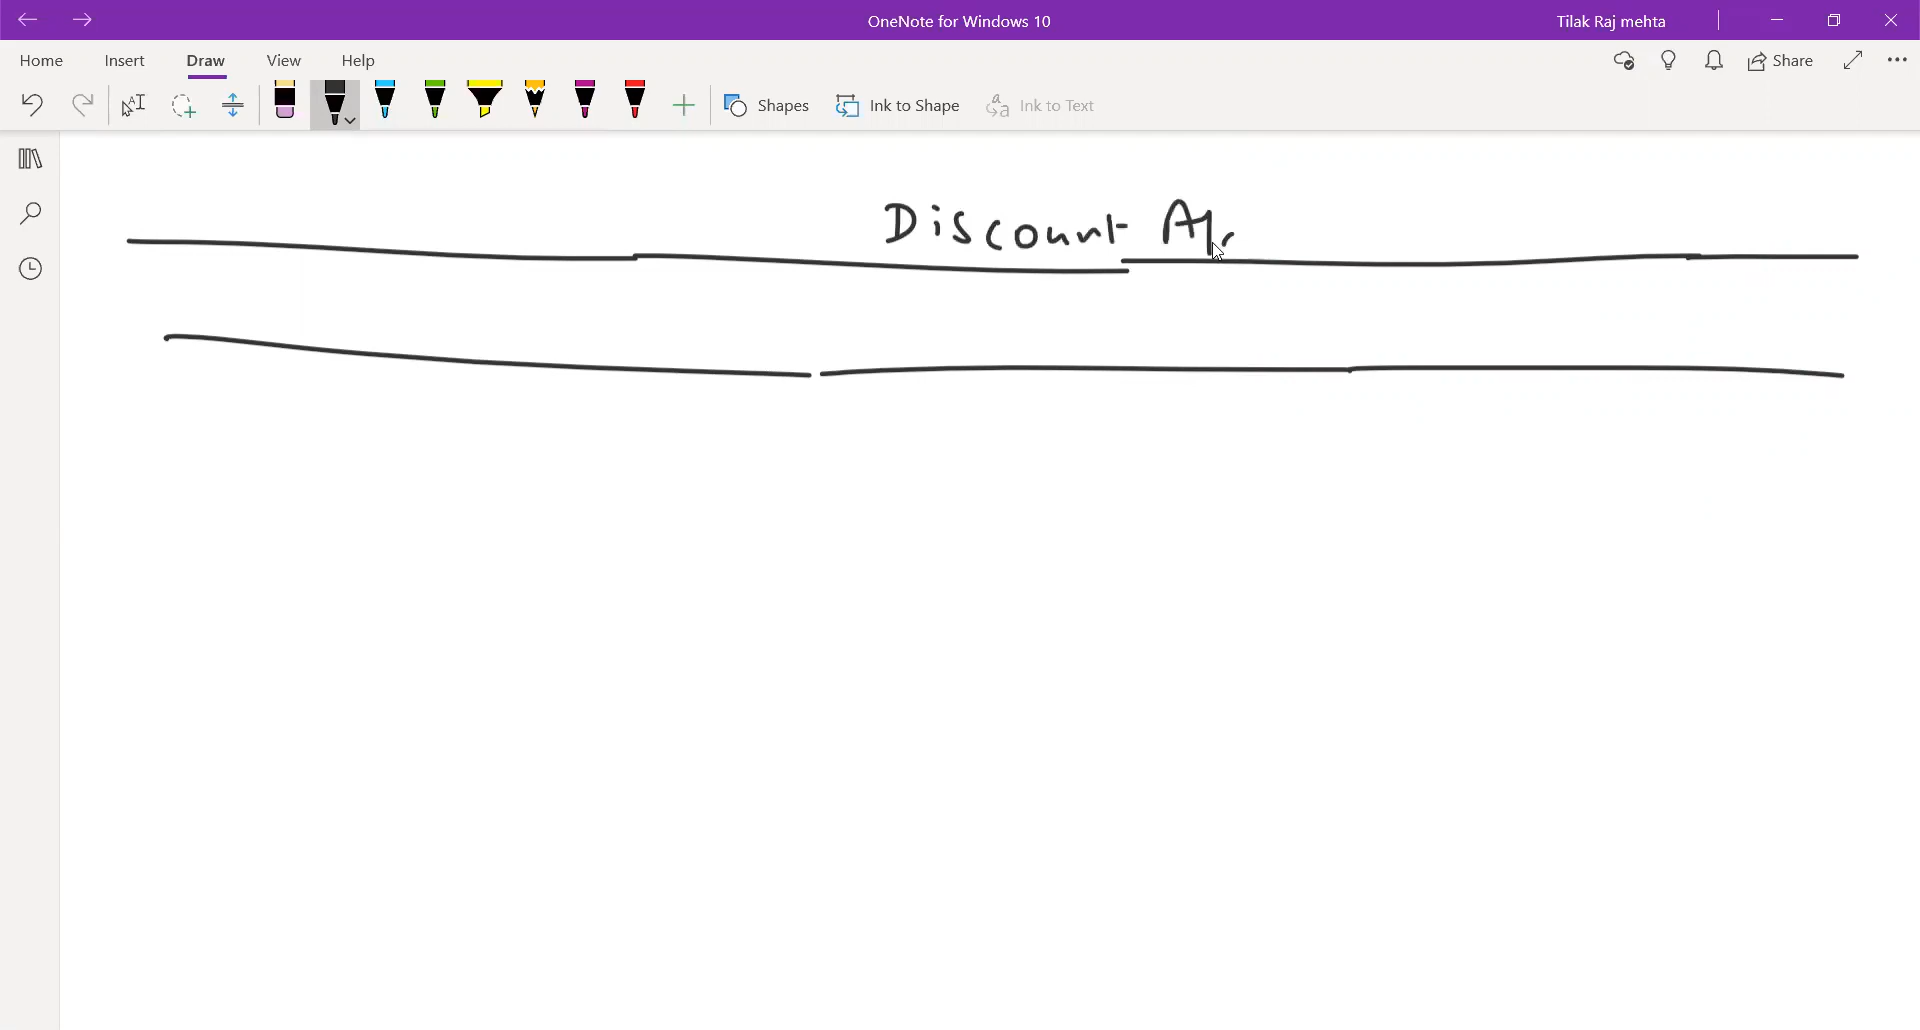 OneNote for Windows 10
Tilak Raj mehta
Home Insert Draw View Help
Share
Shapes Ink to Shape Ink to Text
Discount A/c